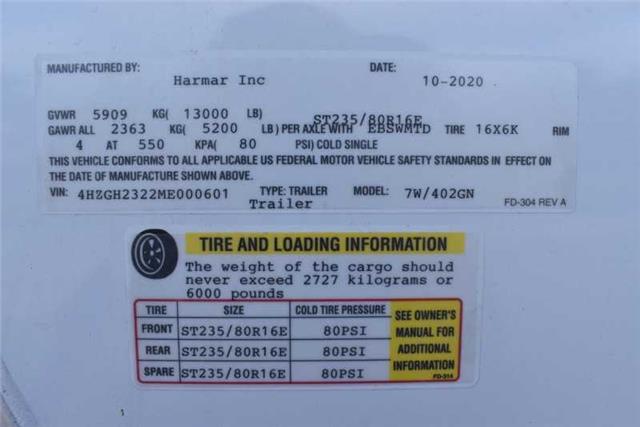 MANUFACTURED BY: Harmar Inc DATE: 10-2020
GVWR 5909 KG( 13000 LB)
ST235/80R16E
GAWR ALL 2363 KG( 5200 LB) PER AXLE WITH EBSWMTD TIRE 16X6K RIM
4 AT 550 KPA( 80 PSI) COLD SINGLE
THIS VEHICLE CONFORMS TO ALL APPLICABLE US FEDERAL MOTOR VEHICLE SAFETY STANDARDS IN EFFECT ON
THE DATE OF MANUFACTURE SHOWN ABOVE.
VIN: 4HZGH2322ME000601 TYPE: TRAILER MODEL: 7W/402GN
Trailer FD-304 REV A
TIRE AND LOADING INFORMATION
The weight of the cargo should
never exceed 2727 kilograms or
6000 pounds
TIRE SIZE COLD TIRE PRESSURE
FRONT ST235/80R16E 80PSI
REAR ST235/80R16E 80PSI
SPARE ST235/80R16E 80PSI
SEE OWNER'S
MANUAL FOR
ADDITIONAL
INFORMATION
FD-314